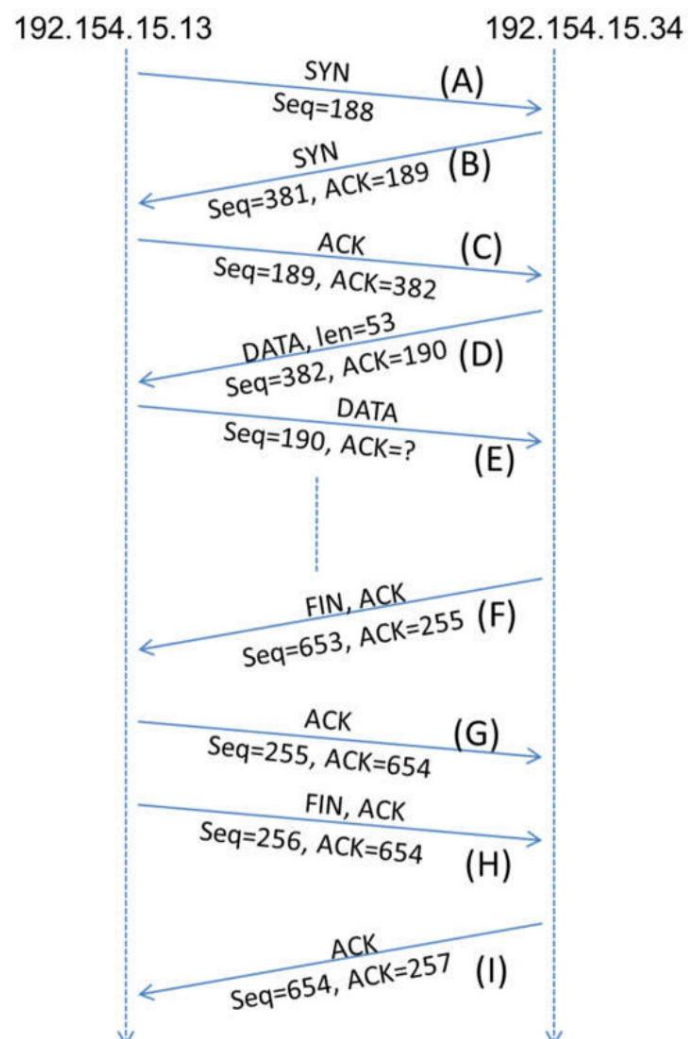 192.154.15.13
192.154.15.34
SYN
(A)
Seq=188
SYN
(B)
Seq=381, ACK=189
ACK
(C)
Seq=189, ACK=382
DATA, len=53
(D)
Seq=382, ACK=190
DATA
Seq=190, ACK=?
(E)
FIN, ACK
(F)
Seq=653, ACK=255
ACK
(G)
Seq=255, ACK=654
FIN, ACK
Seq=256, ACK=654
(H)
ACK
Seq=654, ACK=257
(I)